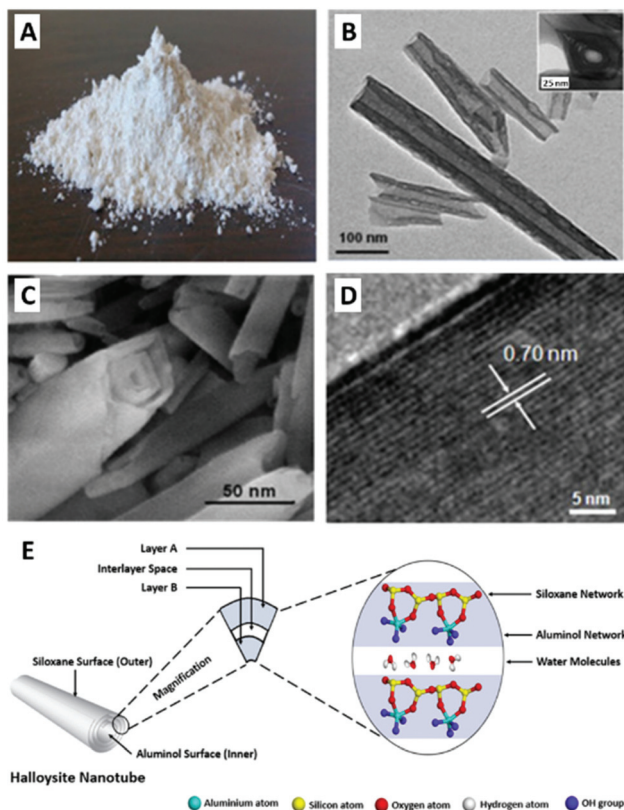 A
B
25 nm
100 nm
C
50 nm
D
0.70 nm
5 nm
E
Layer A
Interlayer Space
Layer B
Siloxane Surface (Outer)
Magnification
Aluminol Surface (Inner)
Halloysite Nanotube
Siloxane Network
Aluminol Network
Water Molecules
Aluminium atom Silicon atom Oxygen atom Hydrogen atom OH group